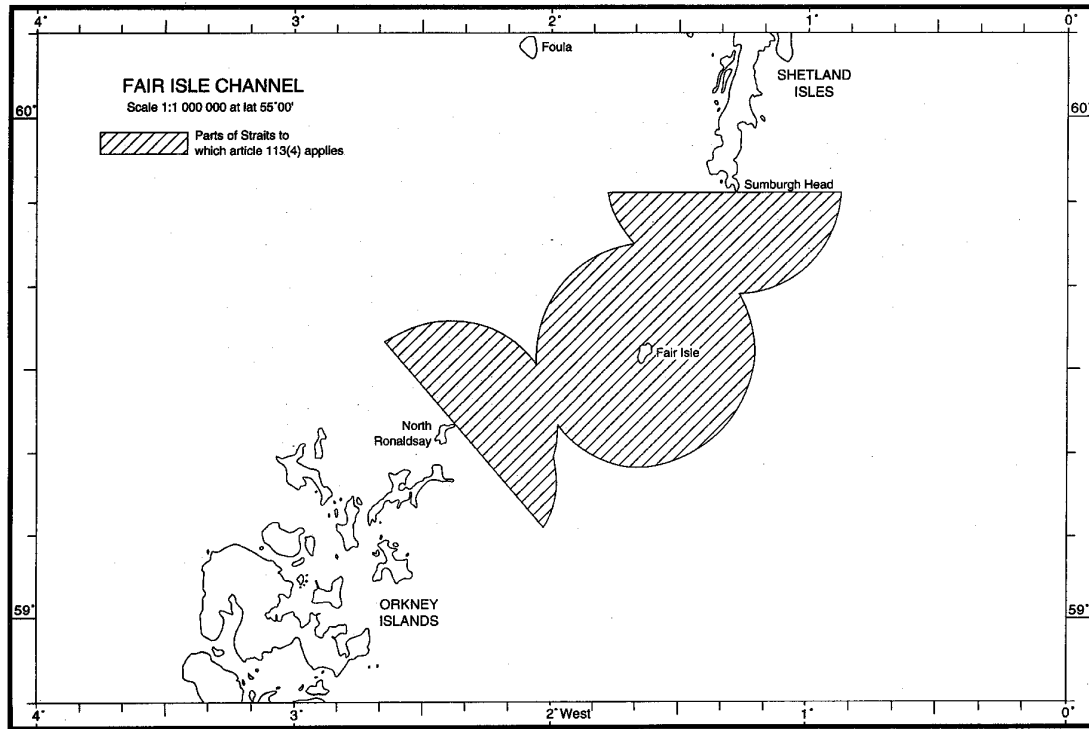 4° 3° 2° 1° 0°
Foula
FAIR ISLE CHANNEL
Scale 1:1 000 000 at lat 55°00'
SHETLAND
ISLES
60° 60°
Parts of Straits to
which article 113(4) applies
Sumburgh Head
Fair Isle
North
Ronaldsay
ORKNEY
ISLANDS
59° 59°
4° 3° 2° West 1° 0°